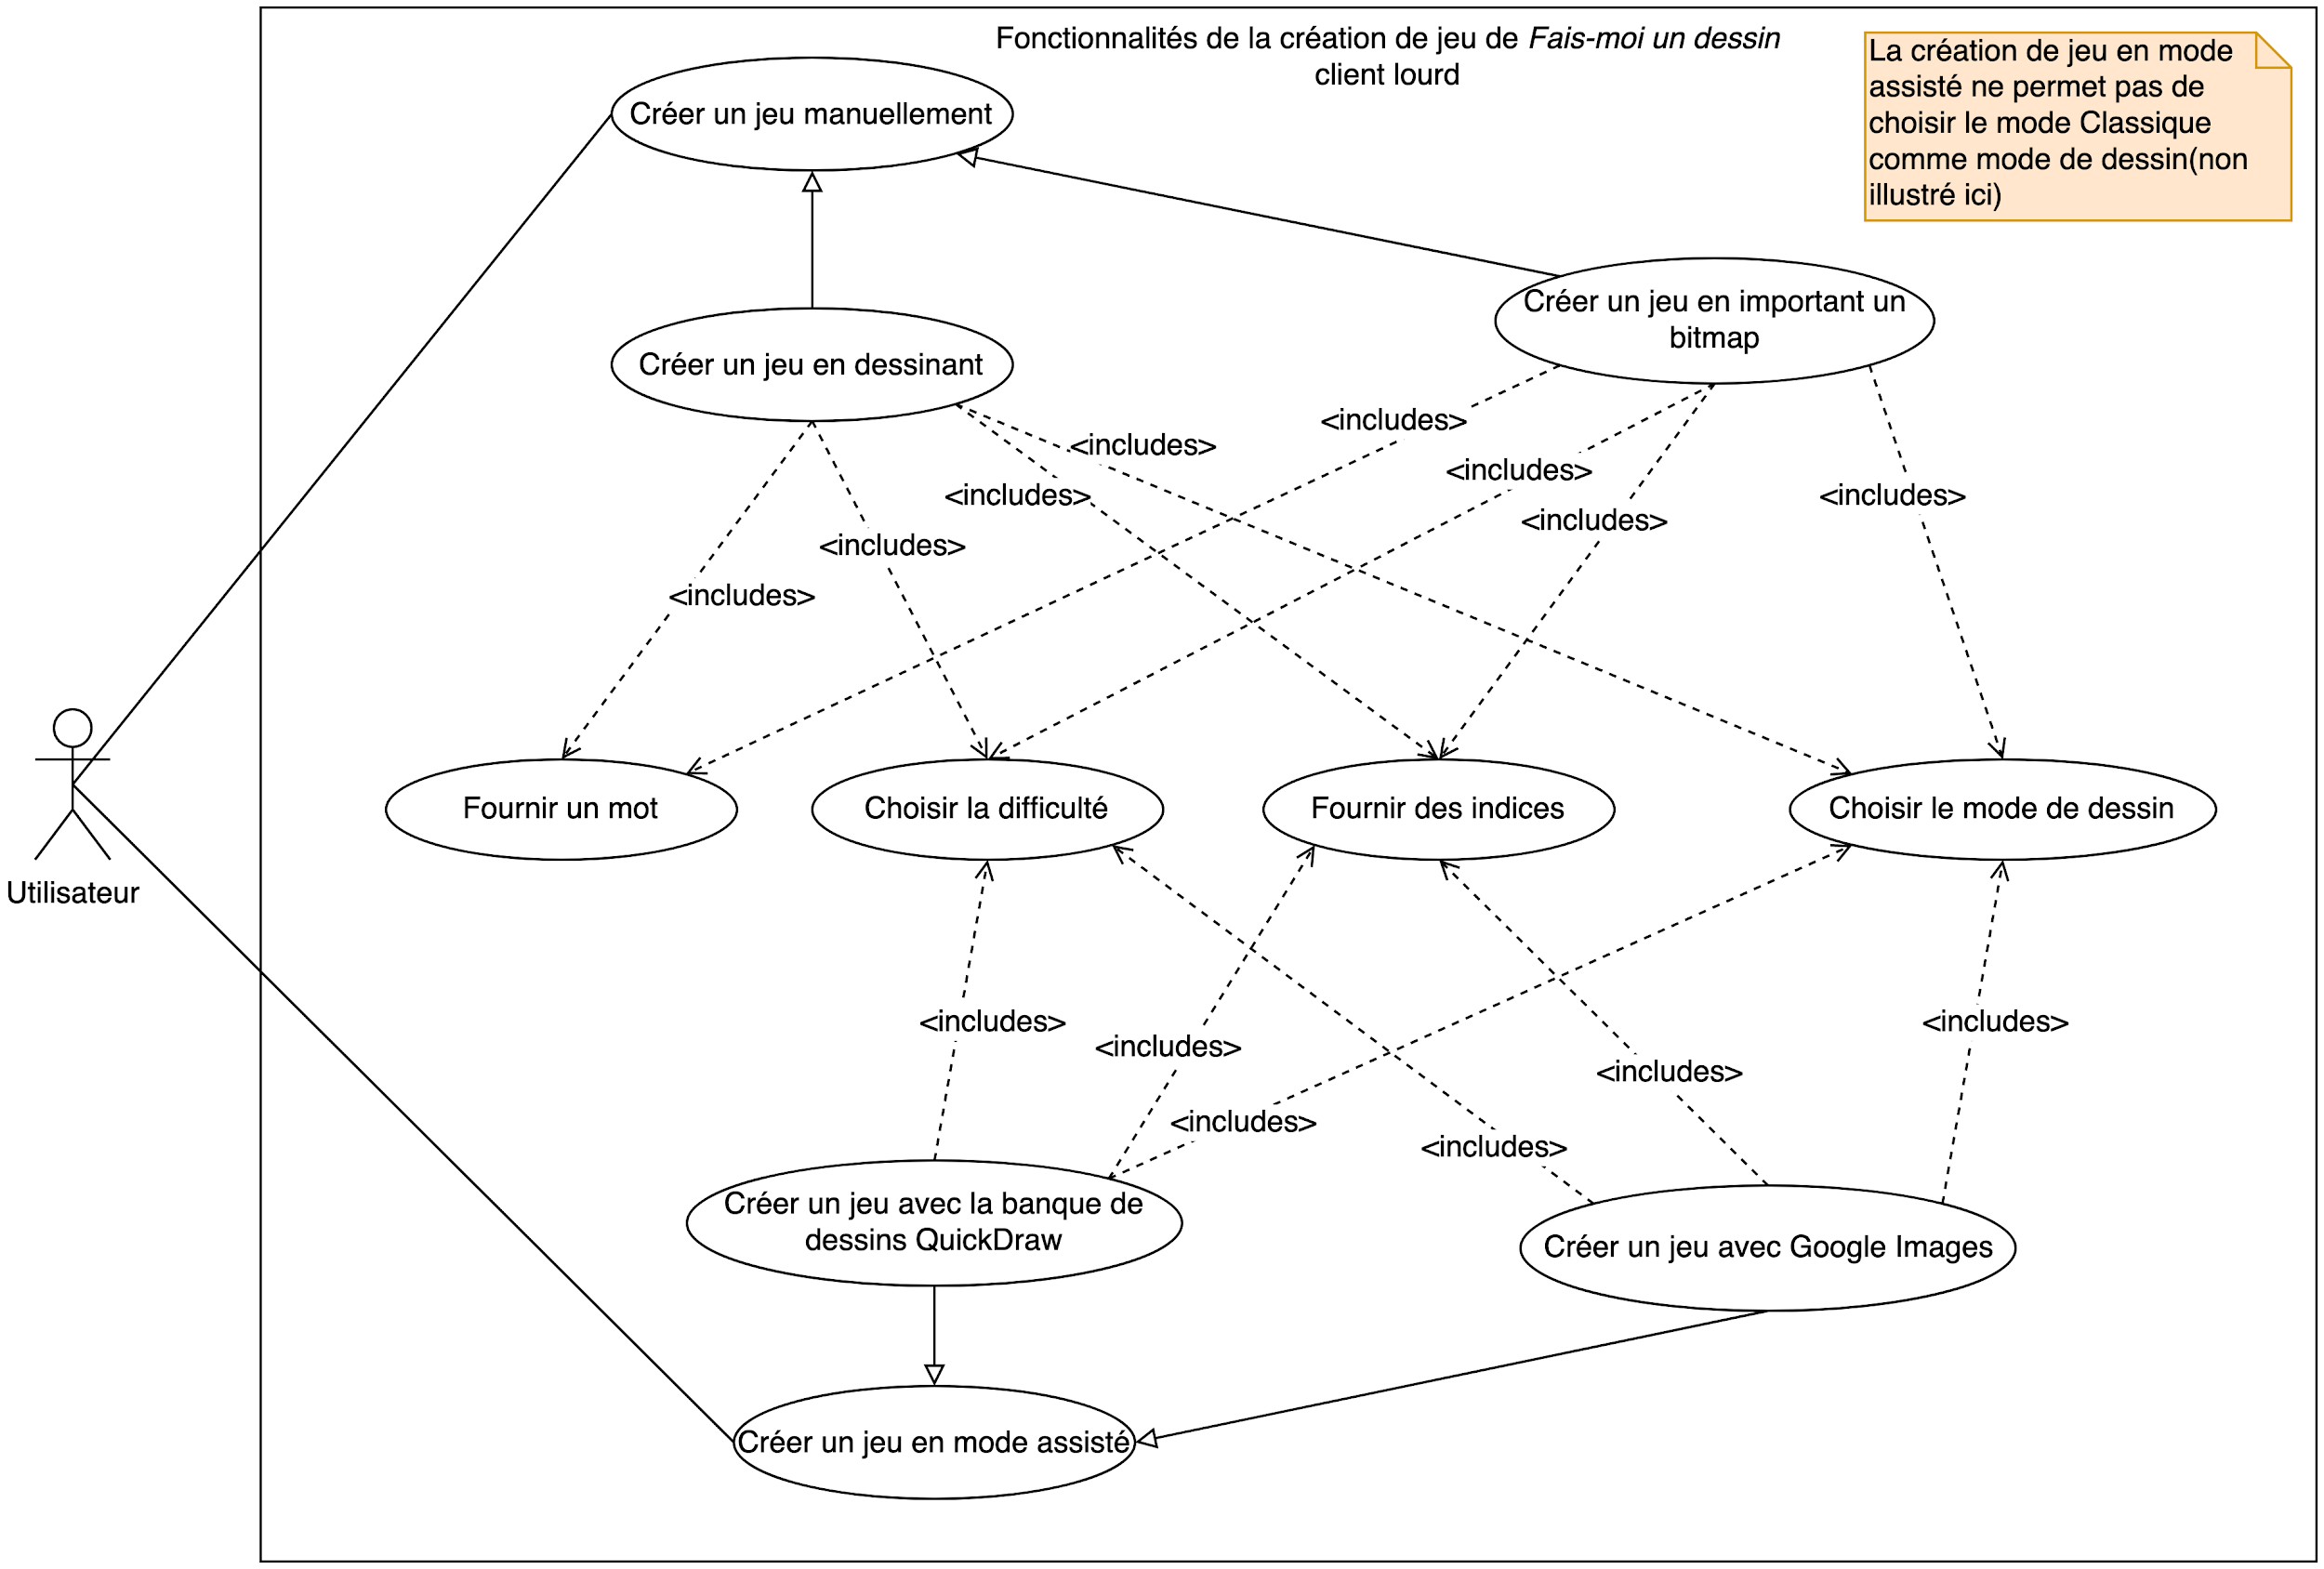 Fonctionnalités de la création de jeu de Fais-moi un dessin
client lourd
La création de jeu en mode
assisté ne permet pas de
choisir le mode Classique
comme mode de dessin(non
illustré ici)
Créer un jeu manuellement
Créer un jeu en important un
bitmap
Créer un jeu en dessinant
<includes>
<includes>
<includes>
<includes>
<includes>
<includes>
<includes>
<includes>
Utilisateur
Fournir un mot
Choisir la difficulté
Fournir des indices
Choisir le mode de dessin
<includes>
<includes>
<includes>
<includes>
<includes>
<includes>
Créer un jeu avec la banque de
dessins QuickDraw
Créer un jeu avec Google Images
Créer un jeu en mode assisté